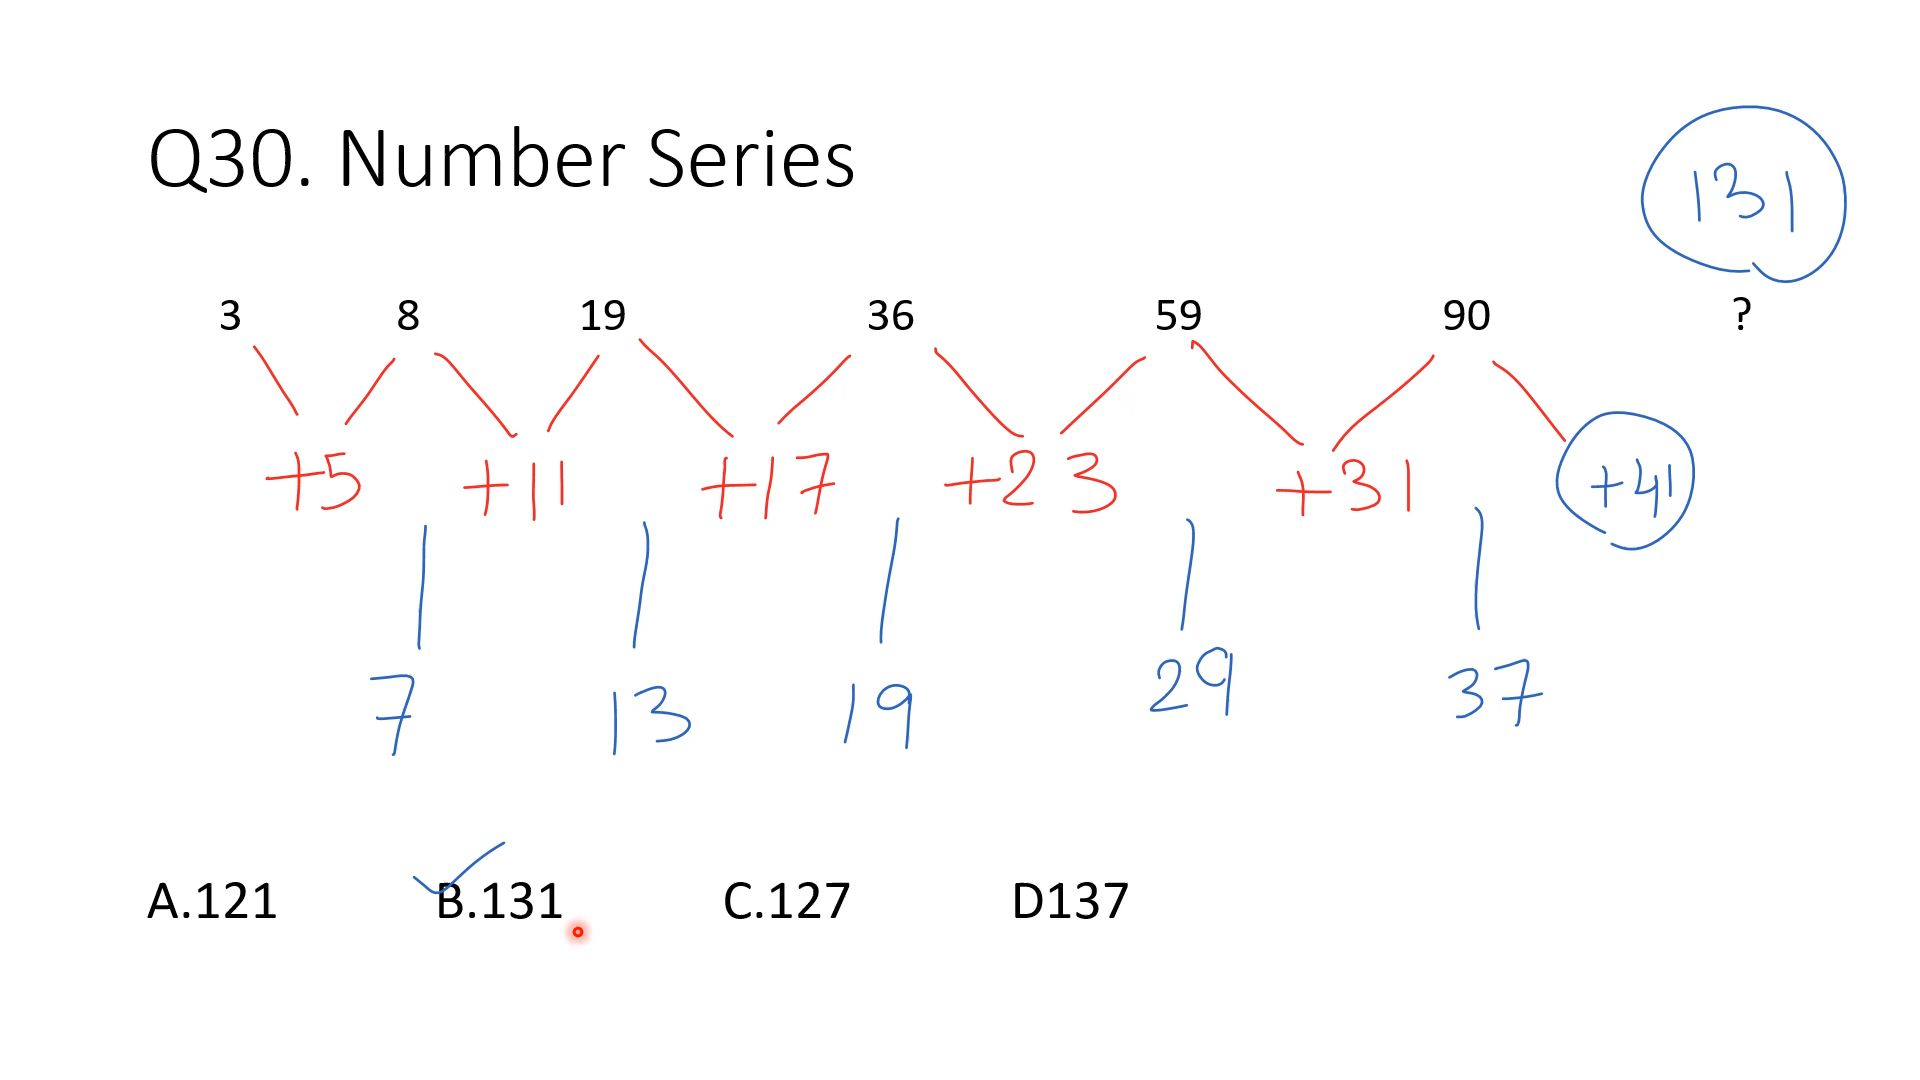 131
Q30. Number Series
3 8 19 36 59 90 ?
+5 +11 +17 +23 +31 +41
7 13 19 29 37
A.121 B.131 C.127 D137